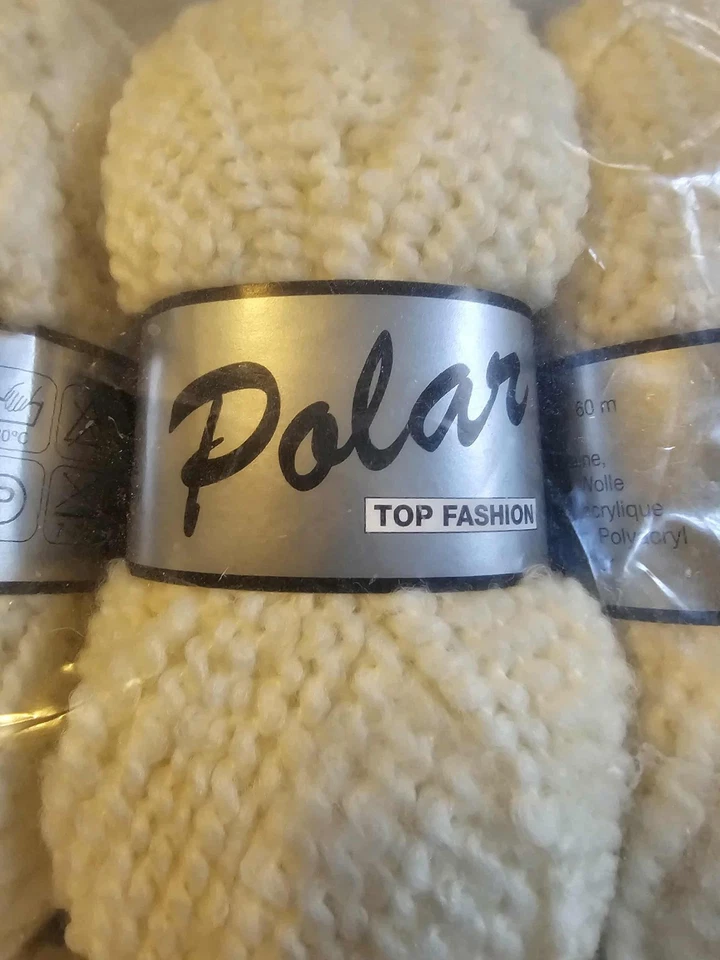 Polar
TOP FASHION
60 m
Wolle
acrylique
Polyacryl
P